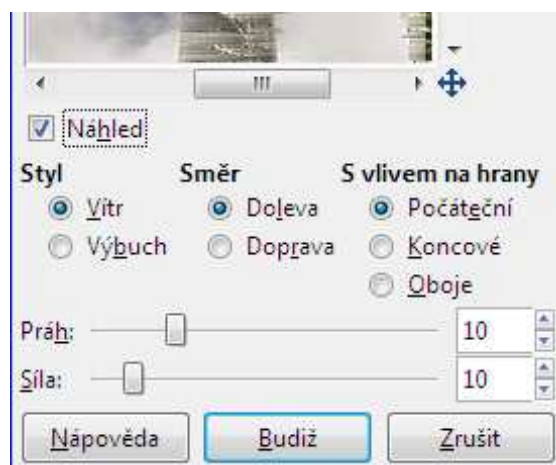 Náhled
Styl Směr S vlivem na hrany
Vítr Doleva Počáteční
Výbuch Doprava Koncové
Oboje
Práh: 10
Síla: 10
Nápověda Budiž Zrušit